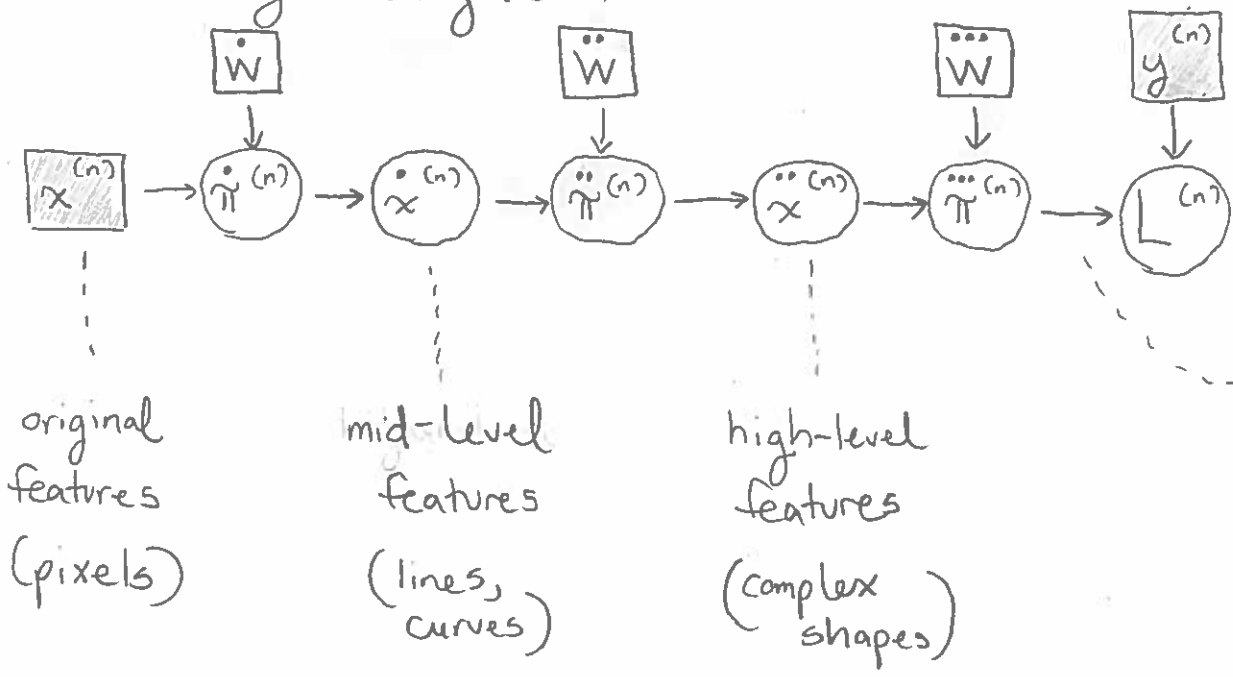 Ẇ
Ẅ
W⃛
y⁽ⁿ⁾
x⁽ⁿ⁾
π̇⁽ⁿ⁾
ẋ⁽ⁿ⁾
π̈⁽ⁿ⁾
ẍ⁽ⁿ⁾
π⃛⁽ⁿ⁾
L⁽ⁿ⁾
original
features
(pixels)
mid-level
features
(lines,
curves)
high-level
features
(complex
shapes)